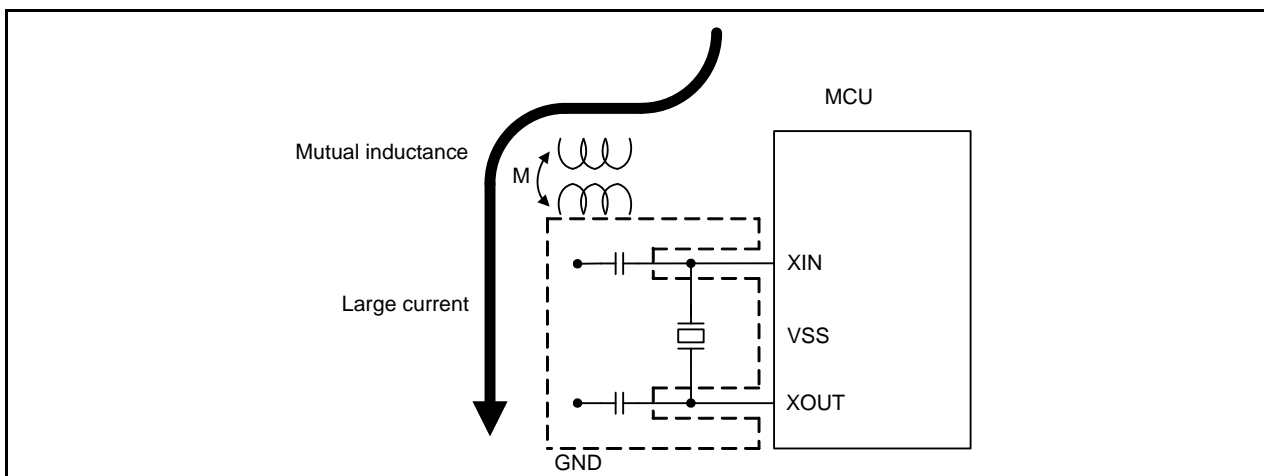 MCU
Mutual inductance
M
XIN
Large current
VSS
XOUT
GND